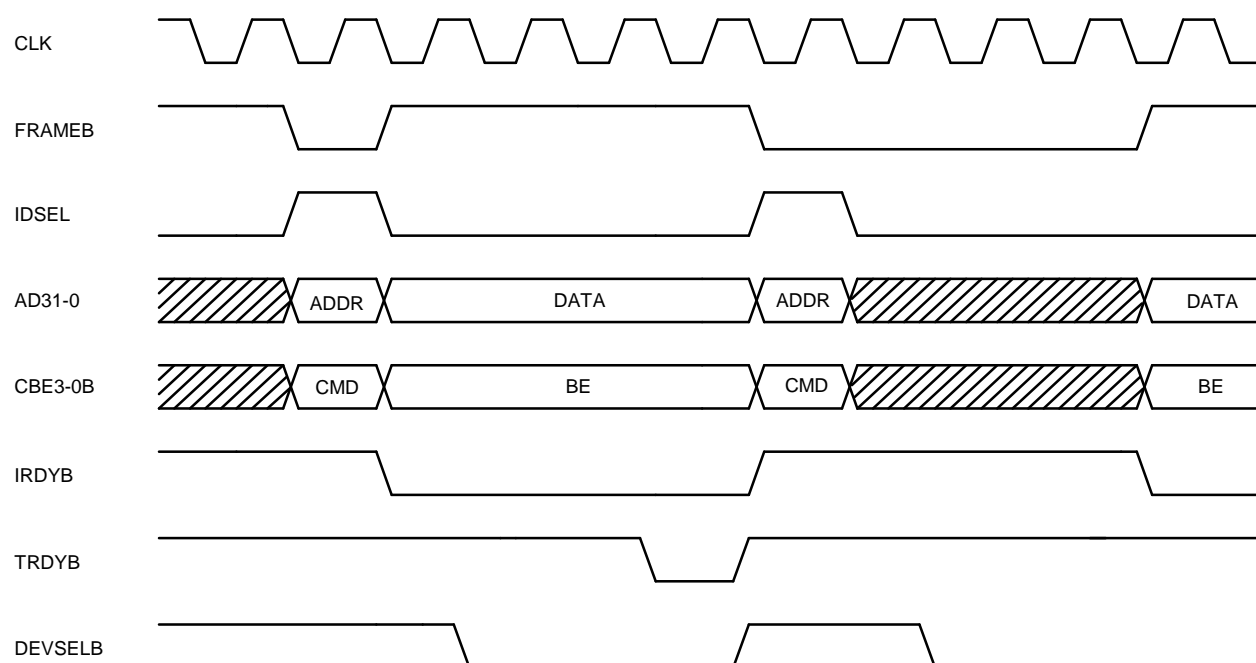 CLK
FRAMEB
IDSEL
AD31-0 ADDR DATA ADDR DATA
CBE3-0B CMD BE CMD BE
IRDYB
TRDYB
DEVSELB